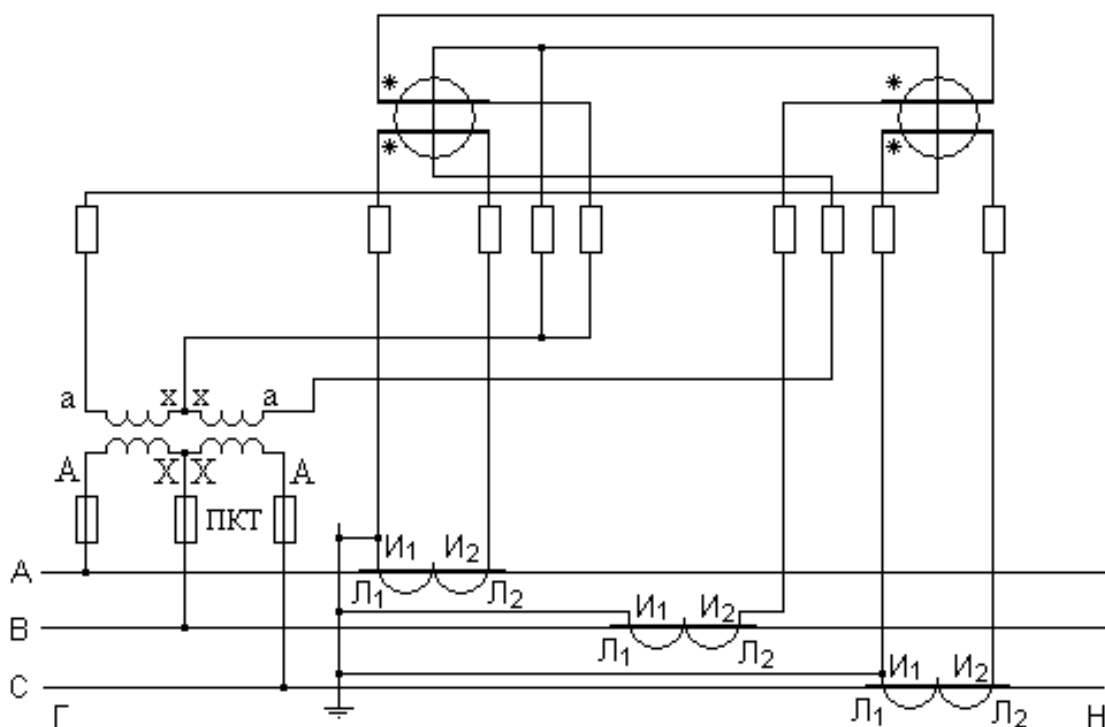 * *
* *
а х х а
А Х Х А
ПКТ
И1 И2
А
Л1 Л2
И1 И2
В
Л1 Л2
И1 И2
С
Г Л1 Л2 Н